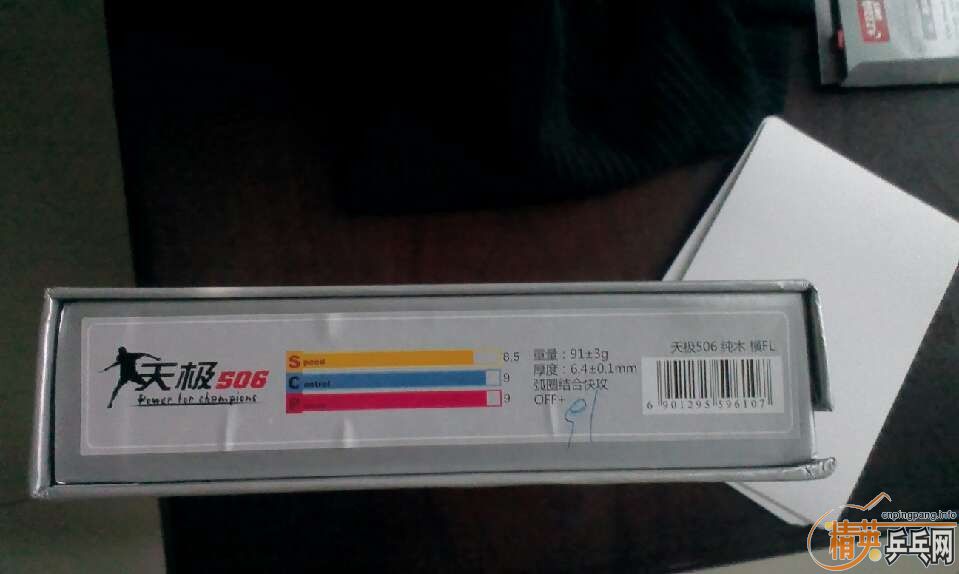 天极506
Power for champions
Speed 8.5
Control 9
9
重量：91±3g
厚度：6.4±0.1mm
弧圈结合快攻
OFF+
91
天极506 纯木 横FL
6 901295 596107
cnpingpang.info
精英乒乓网